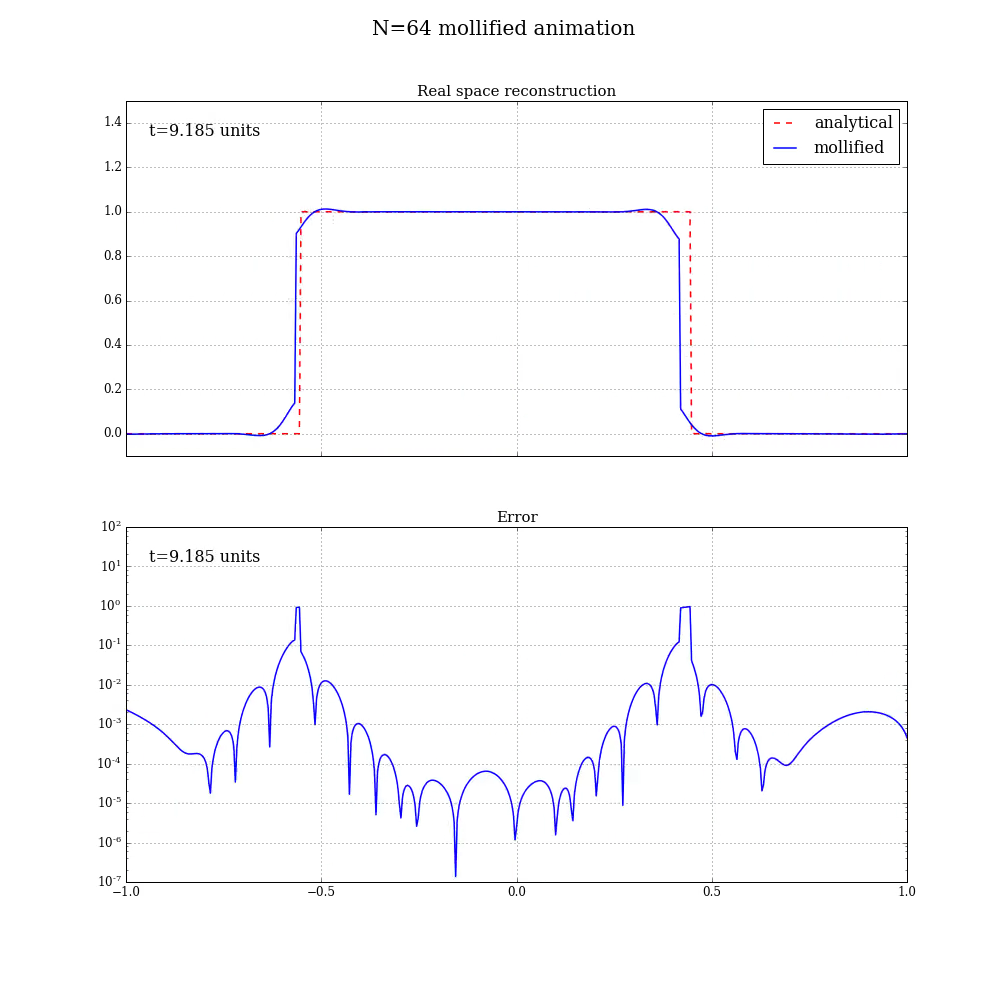 N=64 mollified animation
Real space reconstruction
t=9.185 units
analytical
mollified
1.4
1.2
1.0
0.8
0.6
0.4
0.2
0.0
Error
t=9.185 units
10²
10¹
10⁰
10⁻¹
10⁻²
10⁻³
10⁻⁴
10⁻⁵
10⁻⁶
10⁻⁷
−1.0 −0.5 0.0 0.5 1.0